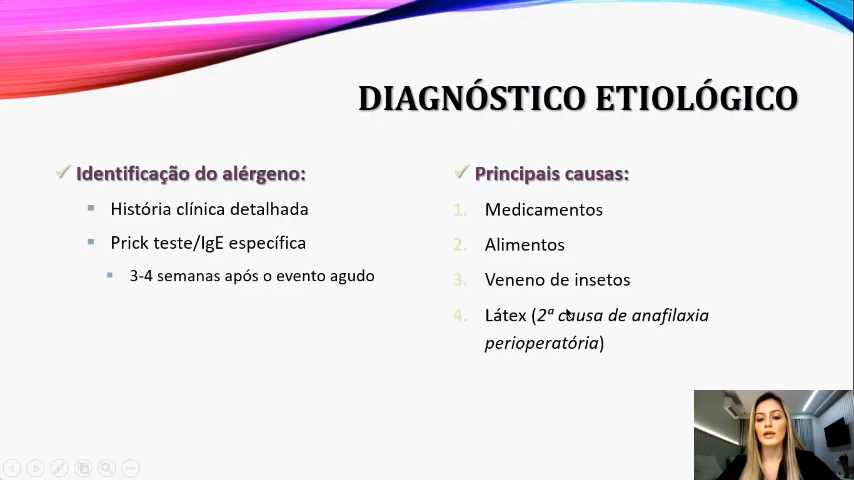 DIAGNÓSTICO ETIOLÓGICO
Identificação do alérgeno:
História clínica detalhada
Prick teste/IgE específica
3-4 semanas após o evento agudo
Principais causas:
1. Medicamentos
2. Alimentos
3. Veneno de insetos
4. Látex (2ª causa de anafilaxia
perioperatória)